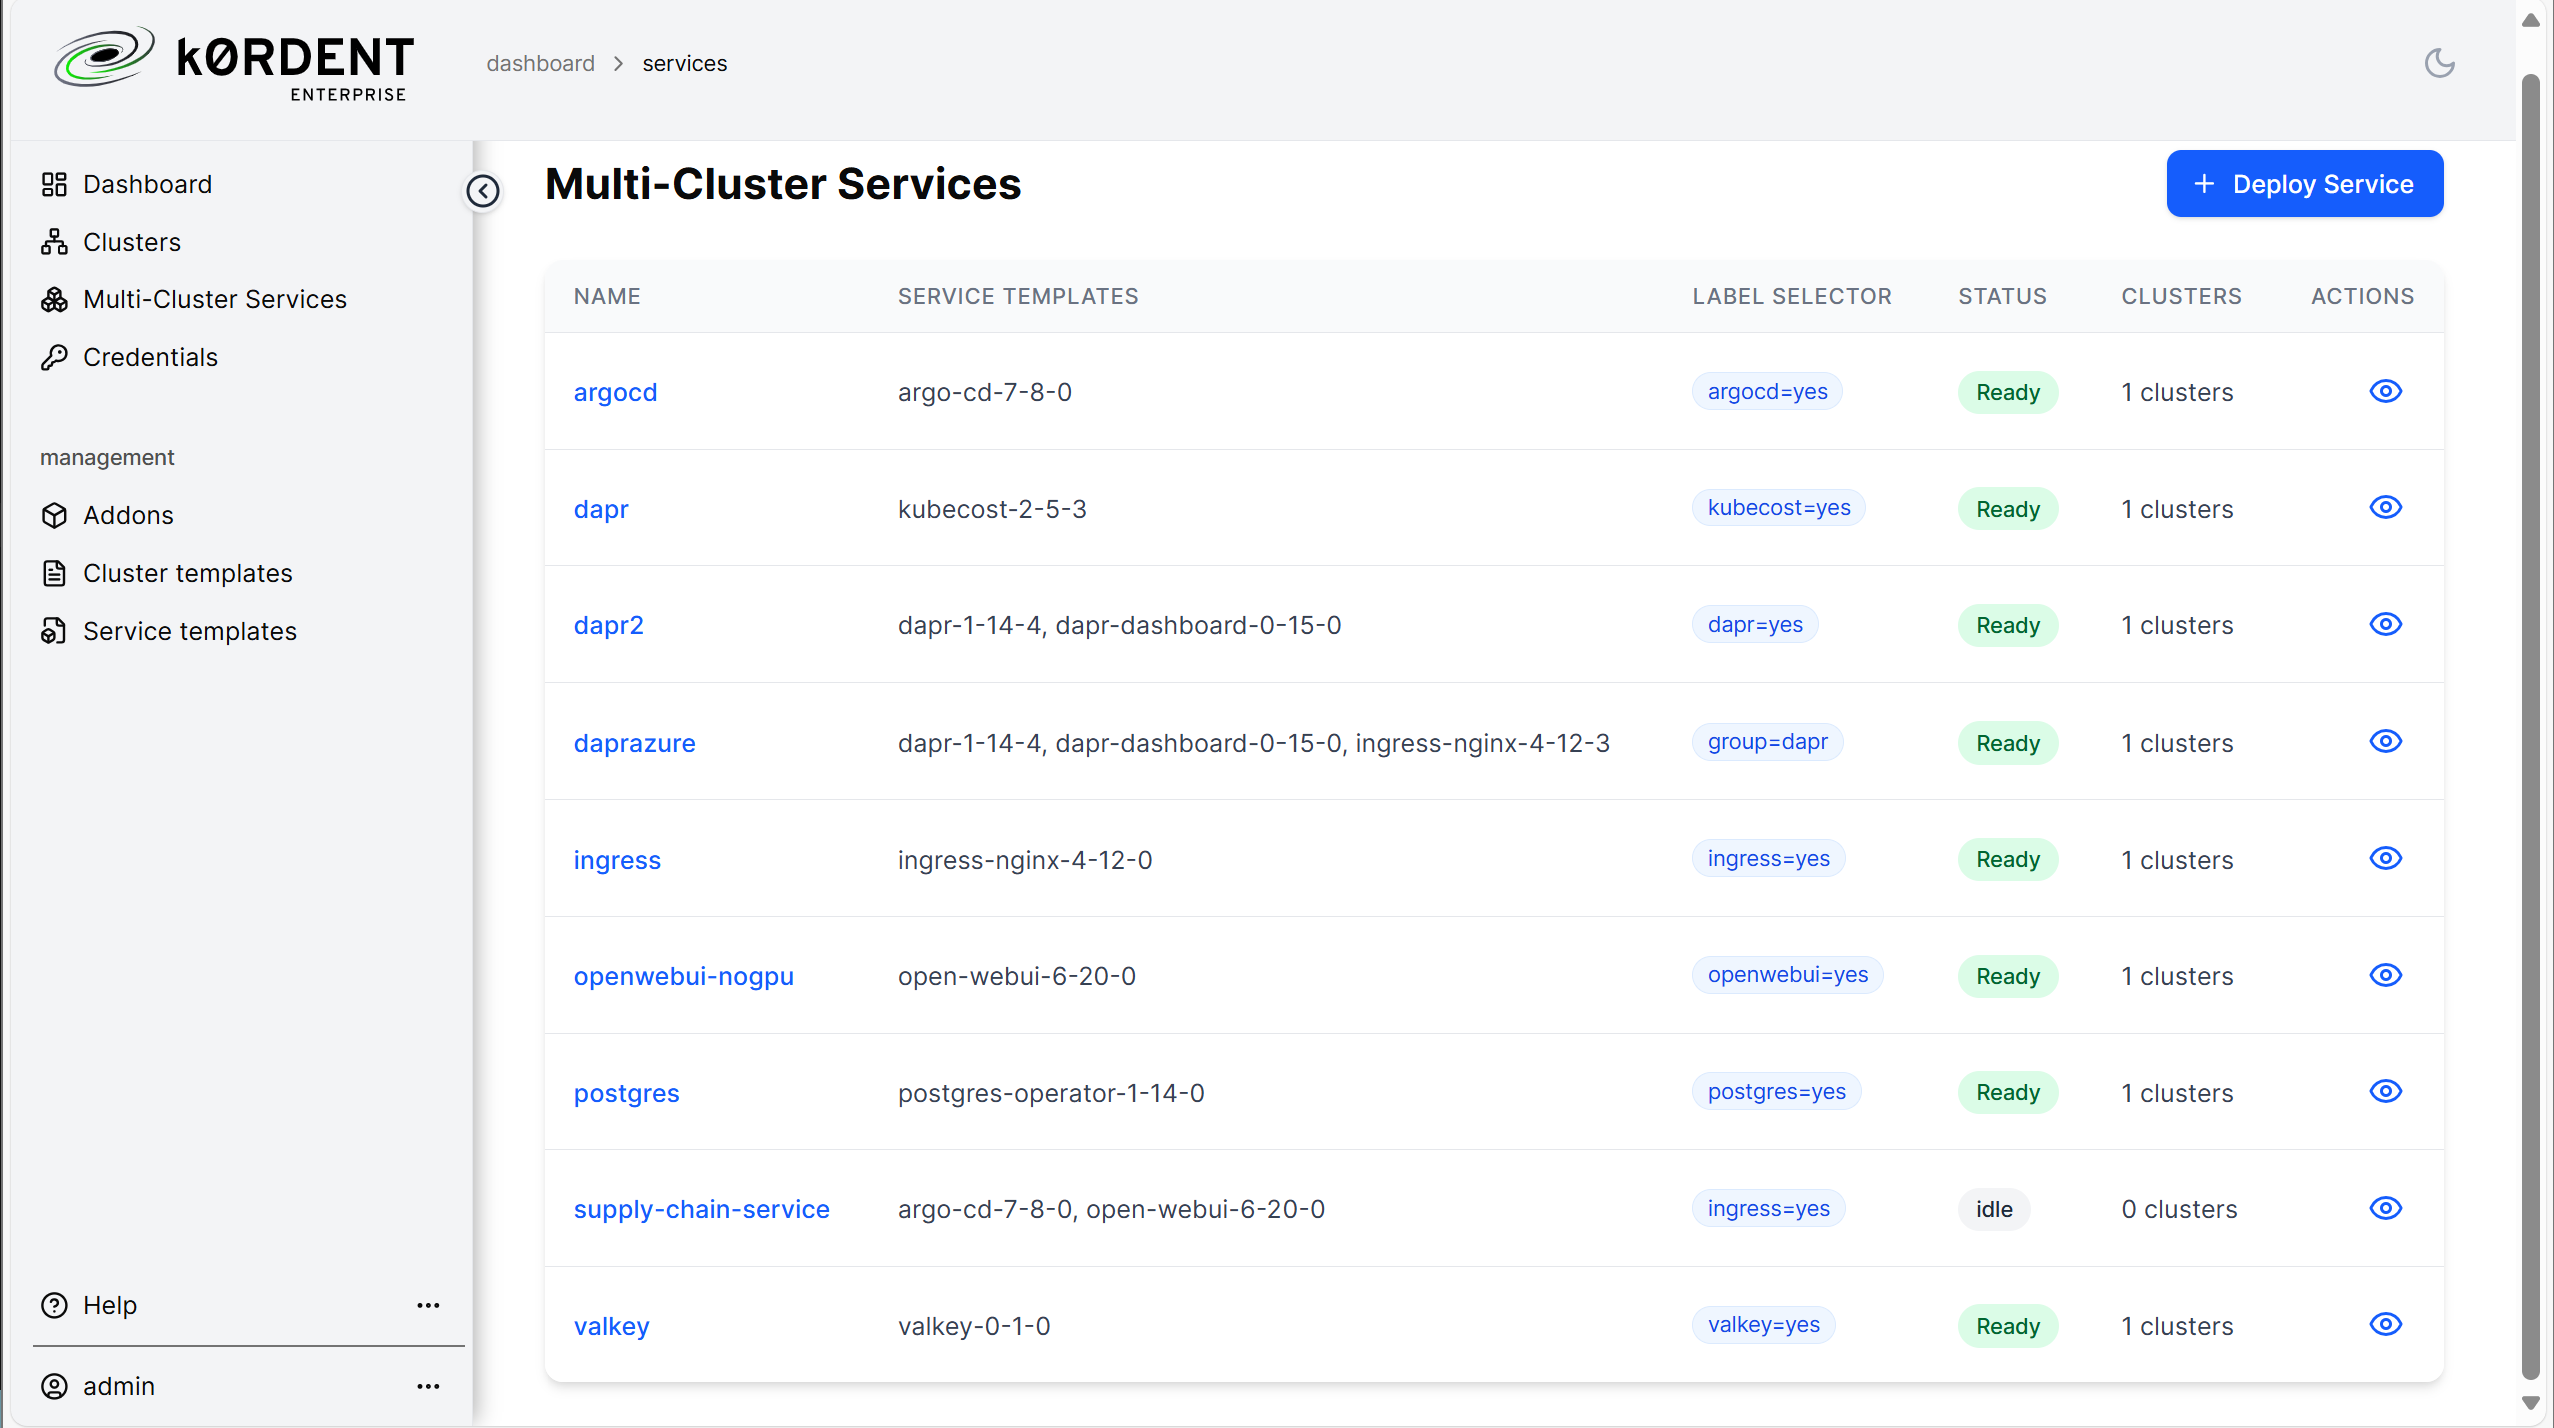 kØRDENT
ENTERPRISE
dashboard > services
Dashboard
Clusters
Multi-Cluster Services
Credentials
management
Addons
Cluster templates
Service templates
Help
admin
Multi-Cluster Services
+ Deploy Service
NAME SERVICE TEMPLATES LABEL SELECTOR STATUS CLUSTERS ACTIONS
argocd argo-cd-7-8-0 argocd=yes Ready 1 clusters
dapr kubecost-2-5-3 kubecost=yes Ready 1 clusters
dapr2 dapr-1-14-4, dapr-dashboard-0-15-0 dapr=yes Ready 1 clusters
daprazure dapr-1-14-4, dapr-dashboard-0-15-0, ingress-nginx-4-12-3 group=dapr Ready 1 clusters
ingress ingress-nginx-4-12-0 ingress=yes Ready 1 clusters
openwebui-nogpu open-webui-6-20-0 openwebui=yes Ready 1 clusters
postgres postgres-operator-1-14-0 postgres=yes Ready 1 clusters
supply-chain-service argo-cd-7-8-0, open-webui-6-20-0 ingress=yes idle 0 clusters
valkey valkey-0-1-0 valkey=yes Ready 1 clusters